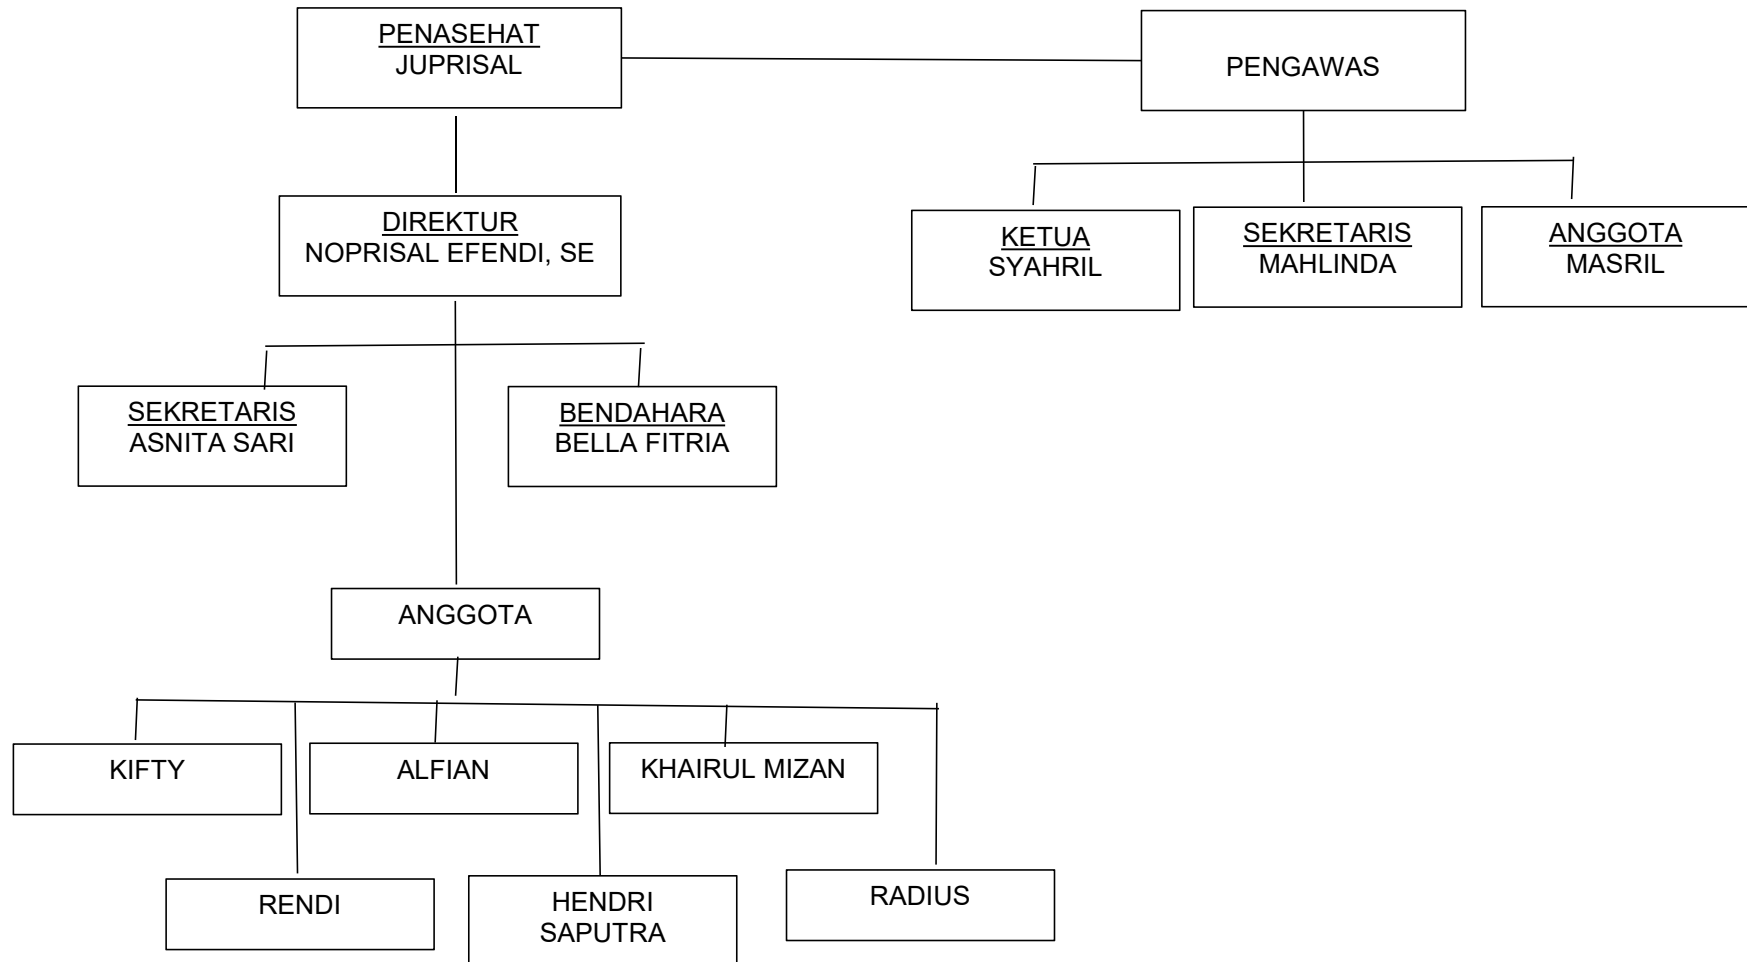 PENASEHAT
JUPRISAL
PENGAWAS
DIREKTUR
NOPRISAL EFENDI, SE
KETUA
SYAHRIL
SEKRETARIS
MAHLINDA
ANGGOTA
MASRIL
SEKRETARIS
ASNITA SARI
BENDAHARA
BELLA FITRIA
ANGGOTA
KIFTY
ALFIAN
KHAIRUL MIZAN
RENDI
HENDRI
SAPUTRA
RADIUS